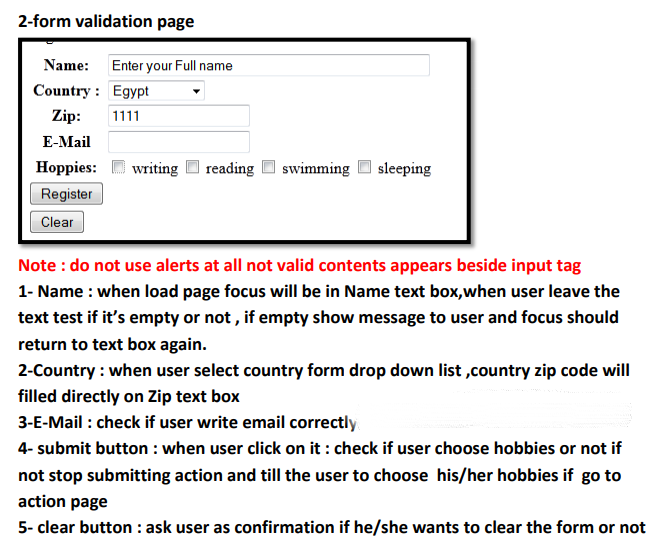 2-form validation page
Name: Enter your Full name
Country : Egypt
Zip: 1111
E-Mail
Hoppies: writing reading swimming sleeping
Register
Clear
Note : do not use alerts at all not valid contents appears beside input tag
1- Name : when load page focus will be in Name text box,when user leave the
text test if it’s empty or not , if empty show message to user and focus should
return to text box again.
2-Country : when user select country form drop down list ,country zip code will
filled directly on Zip text box
3-E-Mail : check if user write email correctly
4- submit button : when user click on it : check if user choose hobbies or not if
not stop submitting action and till the user to choose his/her hobbies if go to
action page
5- clear button : ask user as confirmation if he/she wants to clear the form or not